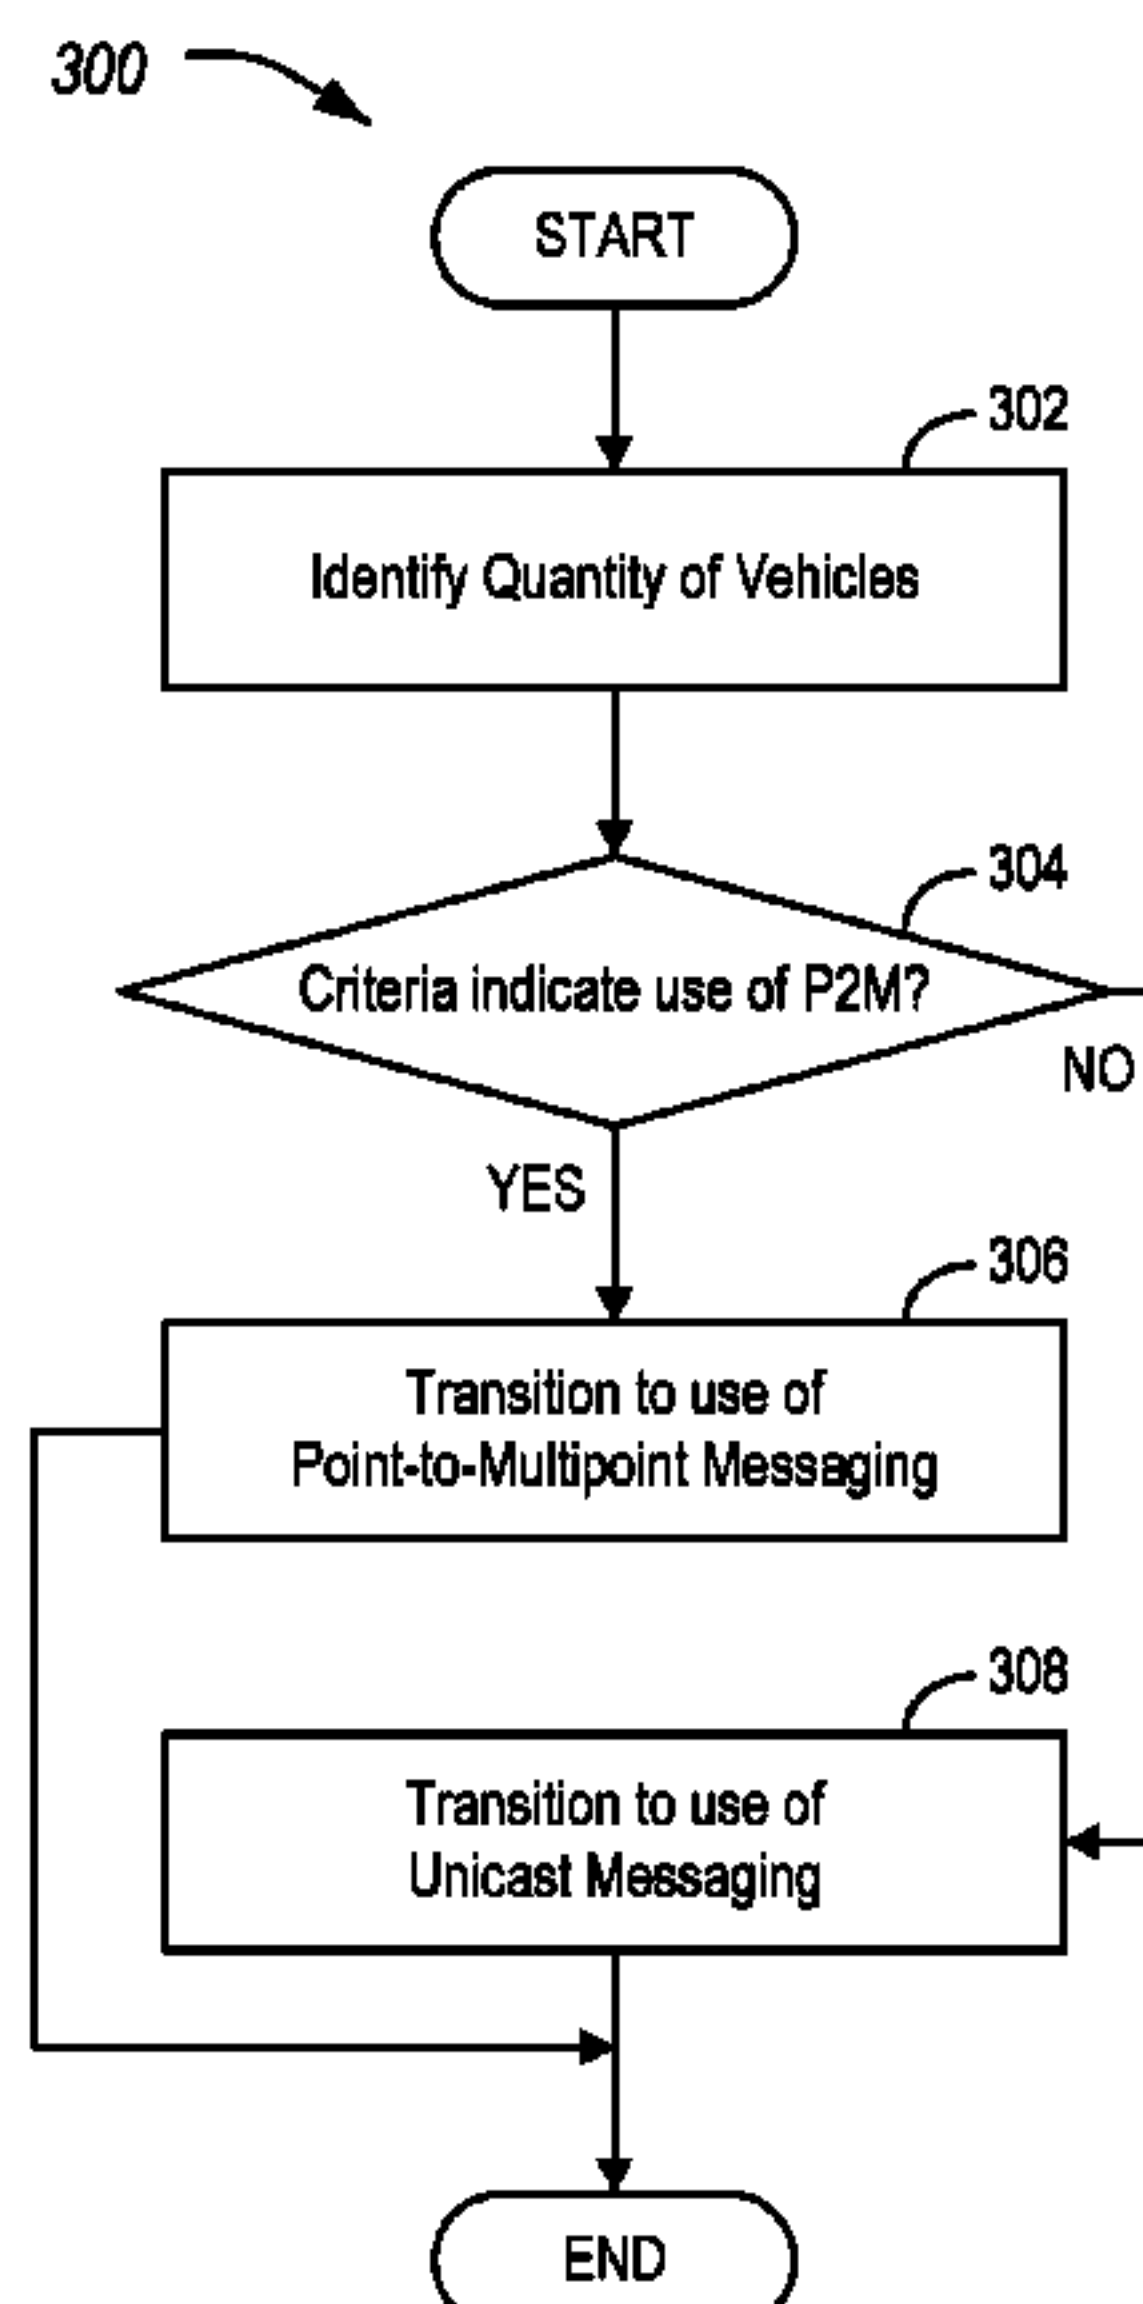 300
START
302
Identify Quantity of Vehicles
304
Criteria indicate use of P2M?
NO
YES
306
Transition to use of
Point-to-Multipoint Messaging
308
Transition to use of
Unicast Messaging
END